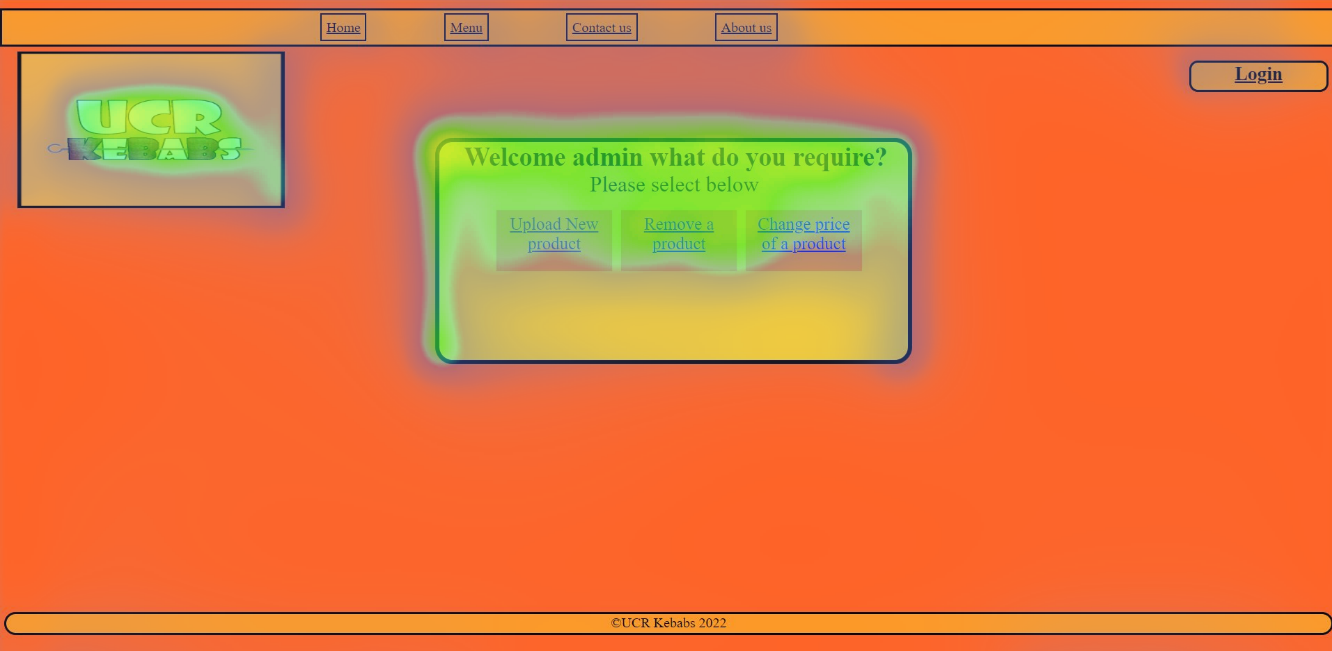 Home Menu Contact us About us
Login
UCR
KEBABS
Welcome admin what do you require?
Please select below
Upload New product
Remove a product
Change price of a product
©UCR Kebabs 2022